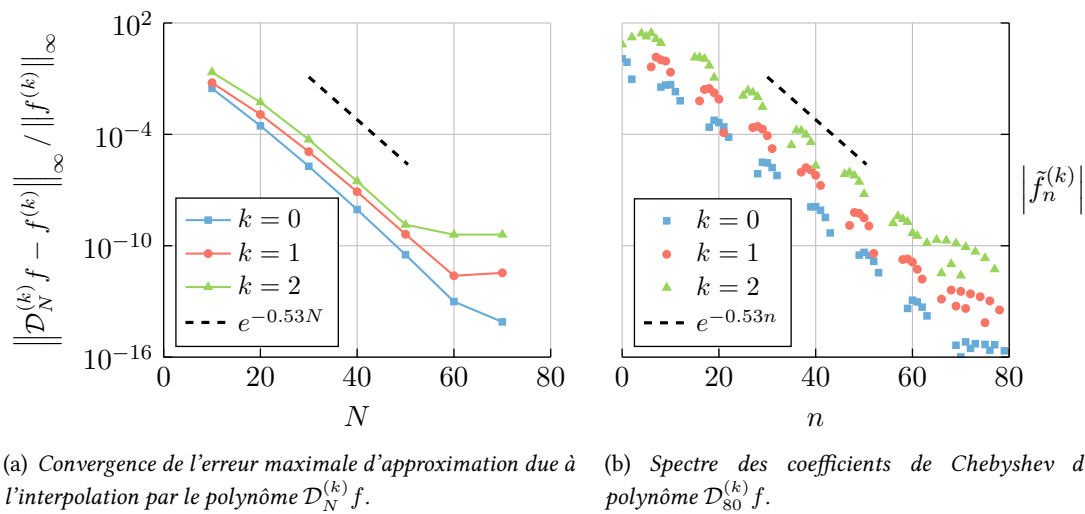 ‖𝒟_N^{(k)} f − f^{(k)}‖_∞ / ‖f^{(k)}‖_∞
10^2
10^{−4}
10^{−10}
10^{−16}
k = 0
k = 1
k = 2
e^{−0.53N}
0 20 40 60 80
N
k = 0
k = 1
k = 2
e^{−0.53n}
0 20 40 60 80
n
|f̃_n^{(k)}|
(a) Convergence de l'erreur maximale d'approximation due à
l'interpolation par le polynôme 𝒟_N^{(k)} f.
(b) Spectre des coefficients de Chebyshev d
polynôme 𝒟_{80}^{(k)} f.